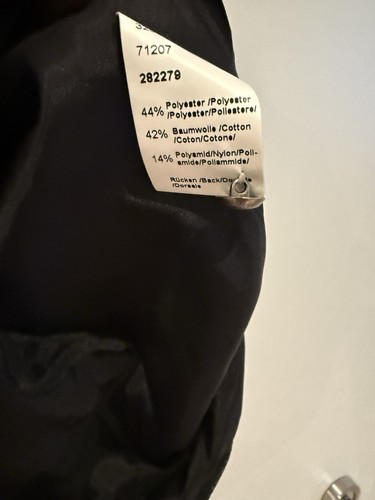 71207
282279
44% Polyester /Polyester
/Polyester/Poliestere/
42% Baumwolle /Cotton
/Coton/Cotone/
14% Polyamid/Nylon/Poli-
amide/Poliammide/
Rücken /Back/
/Dorsale